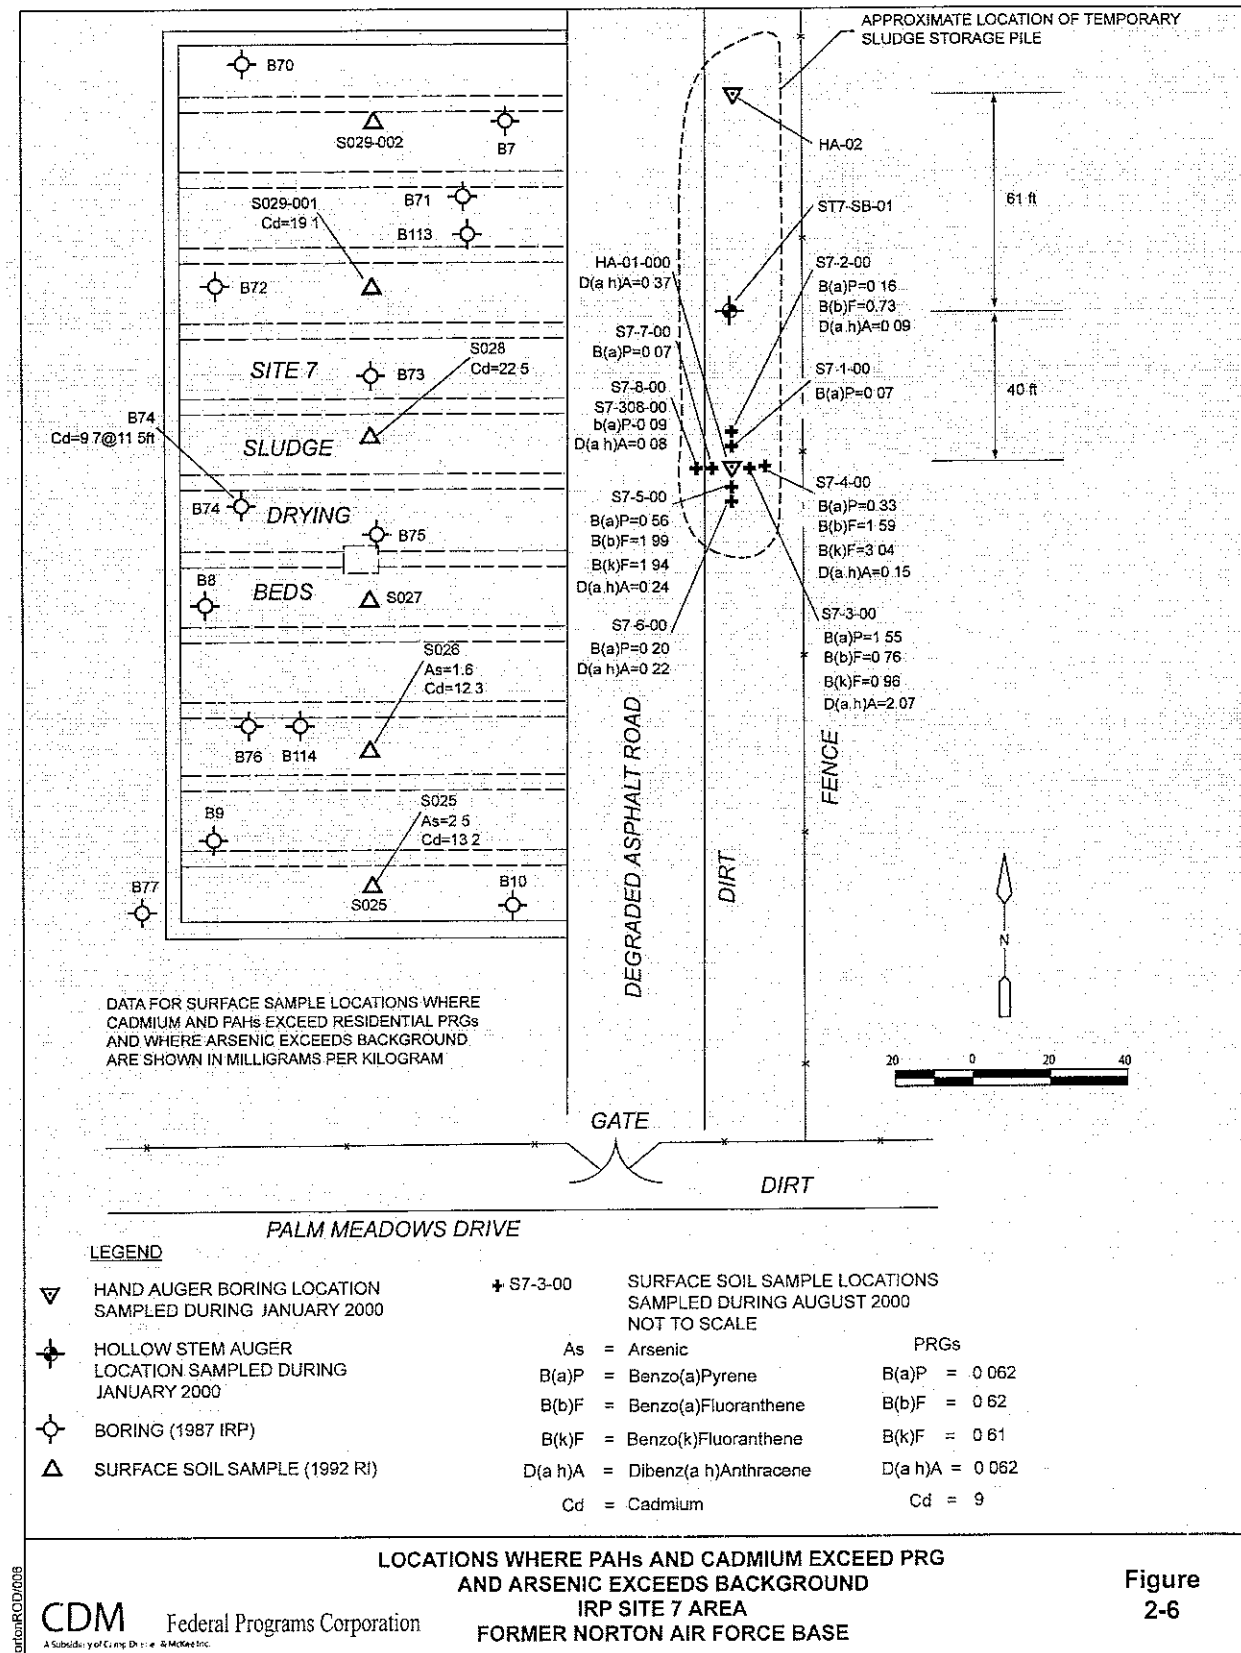 APPROXIMATE LOCATION OF TEMPORARY
SLUDGE STORAGE PILE
B70
S029-002
B7
HA-02
B71
S029-001
Cd=19 1
B113
61 ft
ST7-SB-01
B72
HA-01-000
D(a h)A=0 37
S7-2-00
B(a)P=0 16
B(b)F=0.73
D(a.h)A=0 09
S7-7-00
B(a)P=0 07
SITE 7
B73
S028
Cd=22 5
S7-1-00
B(a)P=0 07
40 ft
S7-8-00
S7-308-00
b(a)P-0 09
D(a h)A=0 08
B74
Cd=9 7@11 5ft
SLUDGE
S7-4-00
B(a)P=0.33
B(b)F=1 59
B(k)F=3 04
D(a.h)A=0.15
S7-5-00
B(a)P=0 56
B(b)F=1 99
B(k)F=1 94
D(a.h)A=0 24
B74
DRYING
B75
B8
BEDS
S027
S7-6-00
B(a)P=0 20
D(a h)A=0 22
S7-3-00
B(a)P=1 55
B(b)F=0 76
B(k)F=0 96
D(a.h)A=2.07
S026
As=1.6
Cd=12 3
B76
B114
DEGRADED ASPHALT ROAD
DIRT
FENCE
S025
As=2 5
Cd=13 2
B9
B77
S025
B10
N
DATA FOR SURFACE SAMPLE LOCATIONS WHERE
CADMIUM AND PAHs EXCEED RESIDENTIAL PRGs
AND WHERE ARSENIC EXCEEDS BACKGROUND
ARE SHOWN IN MILLIGRAMS PER KILOGRAM
20 0 20 40
GATE
DIRT
PALM MEADOWS DRIVE
LEGEND
HAND AUGER BORING LOCATION
SAMPLED DURING JANUARY 2000
HOLLOW STEM AUGER
LOCATION SAMPLED DURING
JANUARY 2000
BORING (1987 IRP)
SURFACE SOIL SAMPLE (1992 RI)
S7-3-00
SURFACE SOIL SAMPLE LOCATIONS
SAMPLED DURING AUGUST 2000
NOT TO SCALE
As = Arsenic
B(a)P = Benzo(a)Pyrene
B(b)F = Benzo(a)Fluoranthene
B(k)F = Benzo(k)Fluoranthene
D(a h)A = Dibenz(a h)Anthracene
Cd = Cadmium
PRGs
B(a)P = 0 062
B(b)F = 0 62
B(k)F = 0 61
D(a h)A = 0 062
Cd = 9
LOCATIONS WHERE PAHs AND CADMIUM EXCEED PRG
AND ARSENIC EXCEEDS BACKGROUND
IRP SITE 7 AREA
FORMER NORTON AIR FORCE BASE
Figure
2-6
CDM Federal Programs Corporation
A Subsidiary of Camp Dresser & McKee Inc.
ortonROD/006